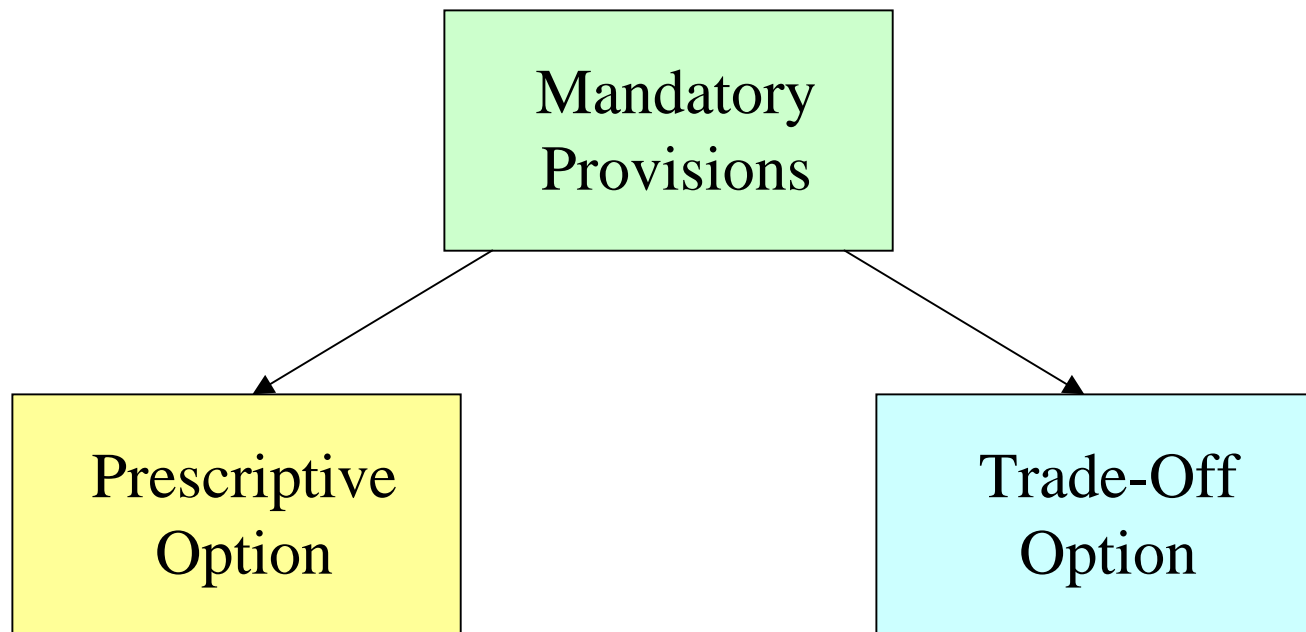 Mandatory
Provisions
Prescriptive
Option
Trade-Off
Option